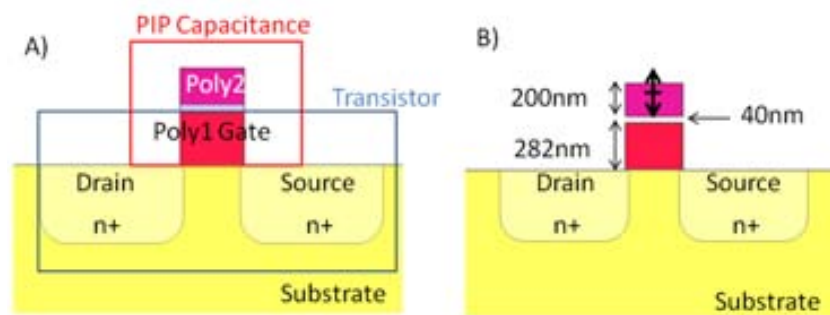 PIP Capacitance
A)
Poly2
Transistor
Poly1 Gate
Drain
Source
n+
n+
Substrate
B)
200nm
40nm
282nm
Drain
Source
n+
n+
Substrate